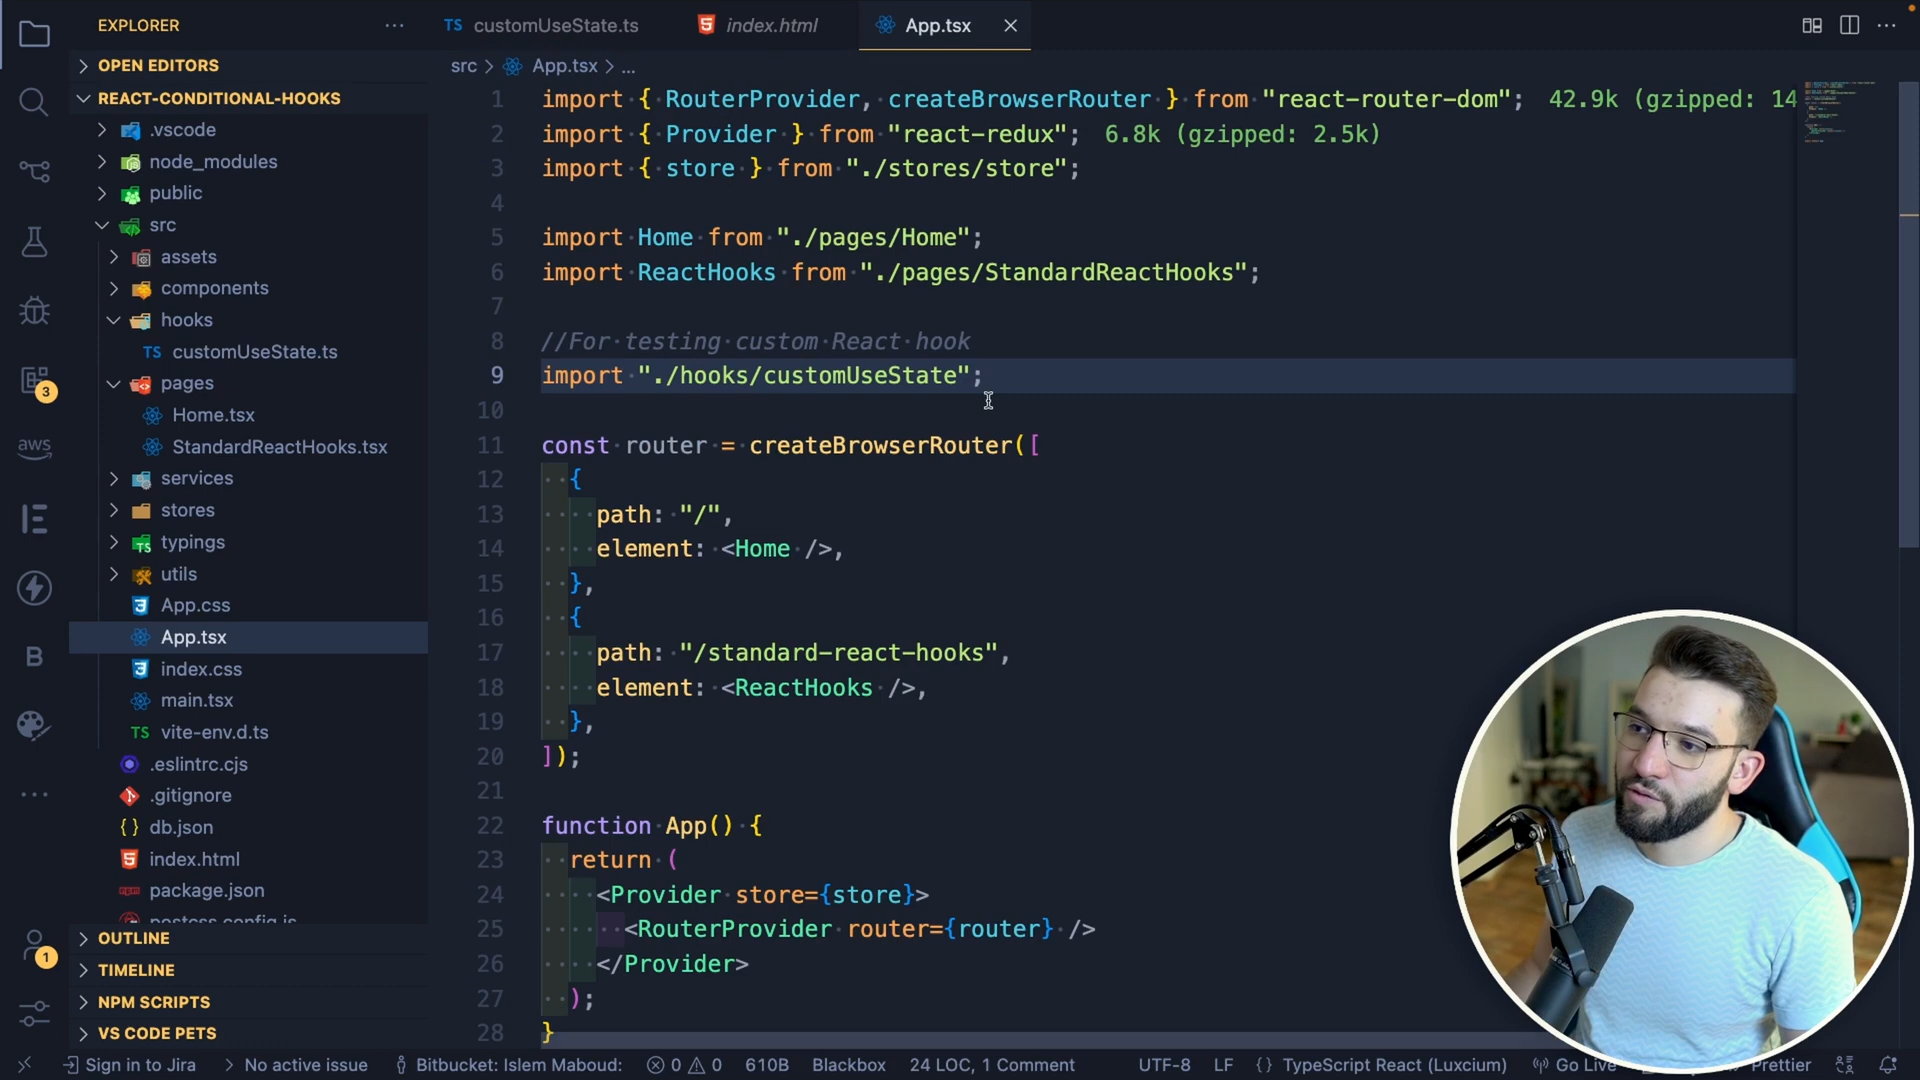 EXPLORER
customUseState.ts
index.html
App.tsx
OPEN EDITORS
REACT-CONDITIONAL-HOOKS
.vscode
node_modules
public
src
assets
components
hooks
TS customUseState.ts
pages
Home.tsx
StandardReactHooks.tsx
services
stores
typings
utils
App.css
App.tsx
index.css
main.tsx
TS vite-env.d.ts
.eslintrc.cjs
.gitignore
{} db.json
index.html
package.json
postcss.config.js
OUTLINE
TIMELINE
NPM SCRIPTS
VS CODE PETS
3
aws
B
1
src > App.tsx > ...
1 import { RouterProvider, createBrowserRouter } from "react-router-dom"; 42.9k (gzipped: 14
2 import { Provider } from "react-redux"; 6.8k (gzipped: 2.5k)
3 import { store } from "./stores/store";
4
5 import Home from "./pages/Home";
6 import ReactHooks from "./pages/StandardReactHooks";
7
8 //For testing custom React hook
9 import "./hooks/customUseState";
10
11 const router = createBrowserRouter([
12 {
13 path: "/",
14 element: <Home />,
15 },
16 {
17 path: "/standard-react-hooks",
18 element: <ReactHooks />,
19 },
20 ]);
21
22 function App() {
23 return (
24 <Provider store={store}>
25 <RouterProvider router={router} />
26 </Provider>
27 );
28 }
Sign in to Jira
No active issue
Bitbucket: Islem Maboud:
0 0
610B
Blackbox
24 LOC, 1 Comment
UTF-8
LF
{} TypeScript React (Luxcium)
Go Live
Prettier